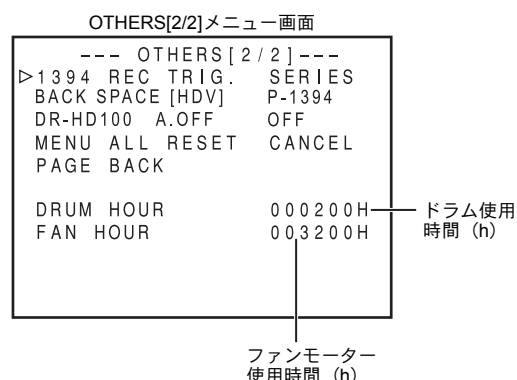 OTHERS[2/2]メニュー画面
--- OTHERS[2/2]---
▷1394 REC TRIG. SERIES
BACK SPACE [HDV] P-1394
DR-HD100 A.OFF OFF
MENU ALL RESET CANCEL
PAGE BACK
DRUM HOUR 000200H
FAN HOUR 003200H
ドラム使用
時間（h）
ファンモーター
使用時間（h）